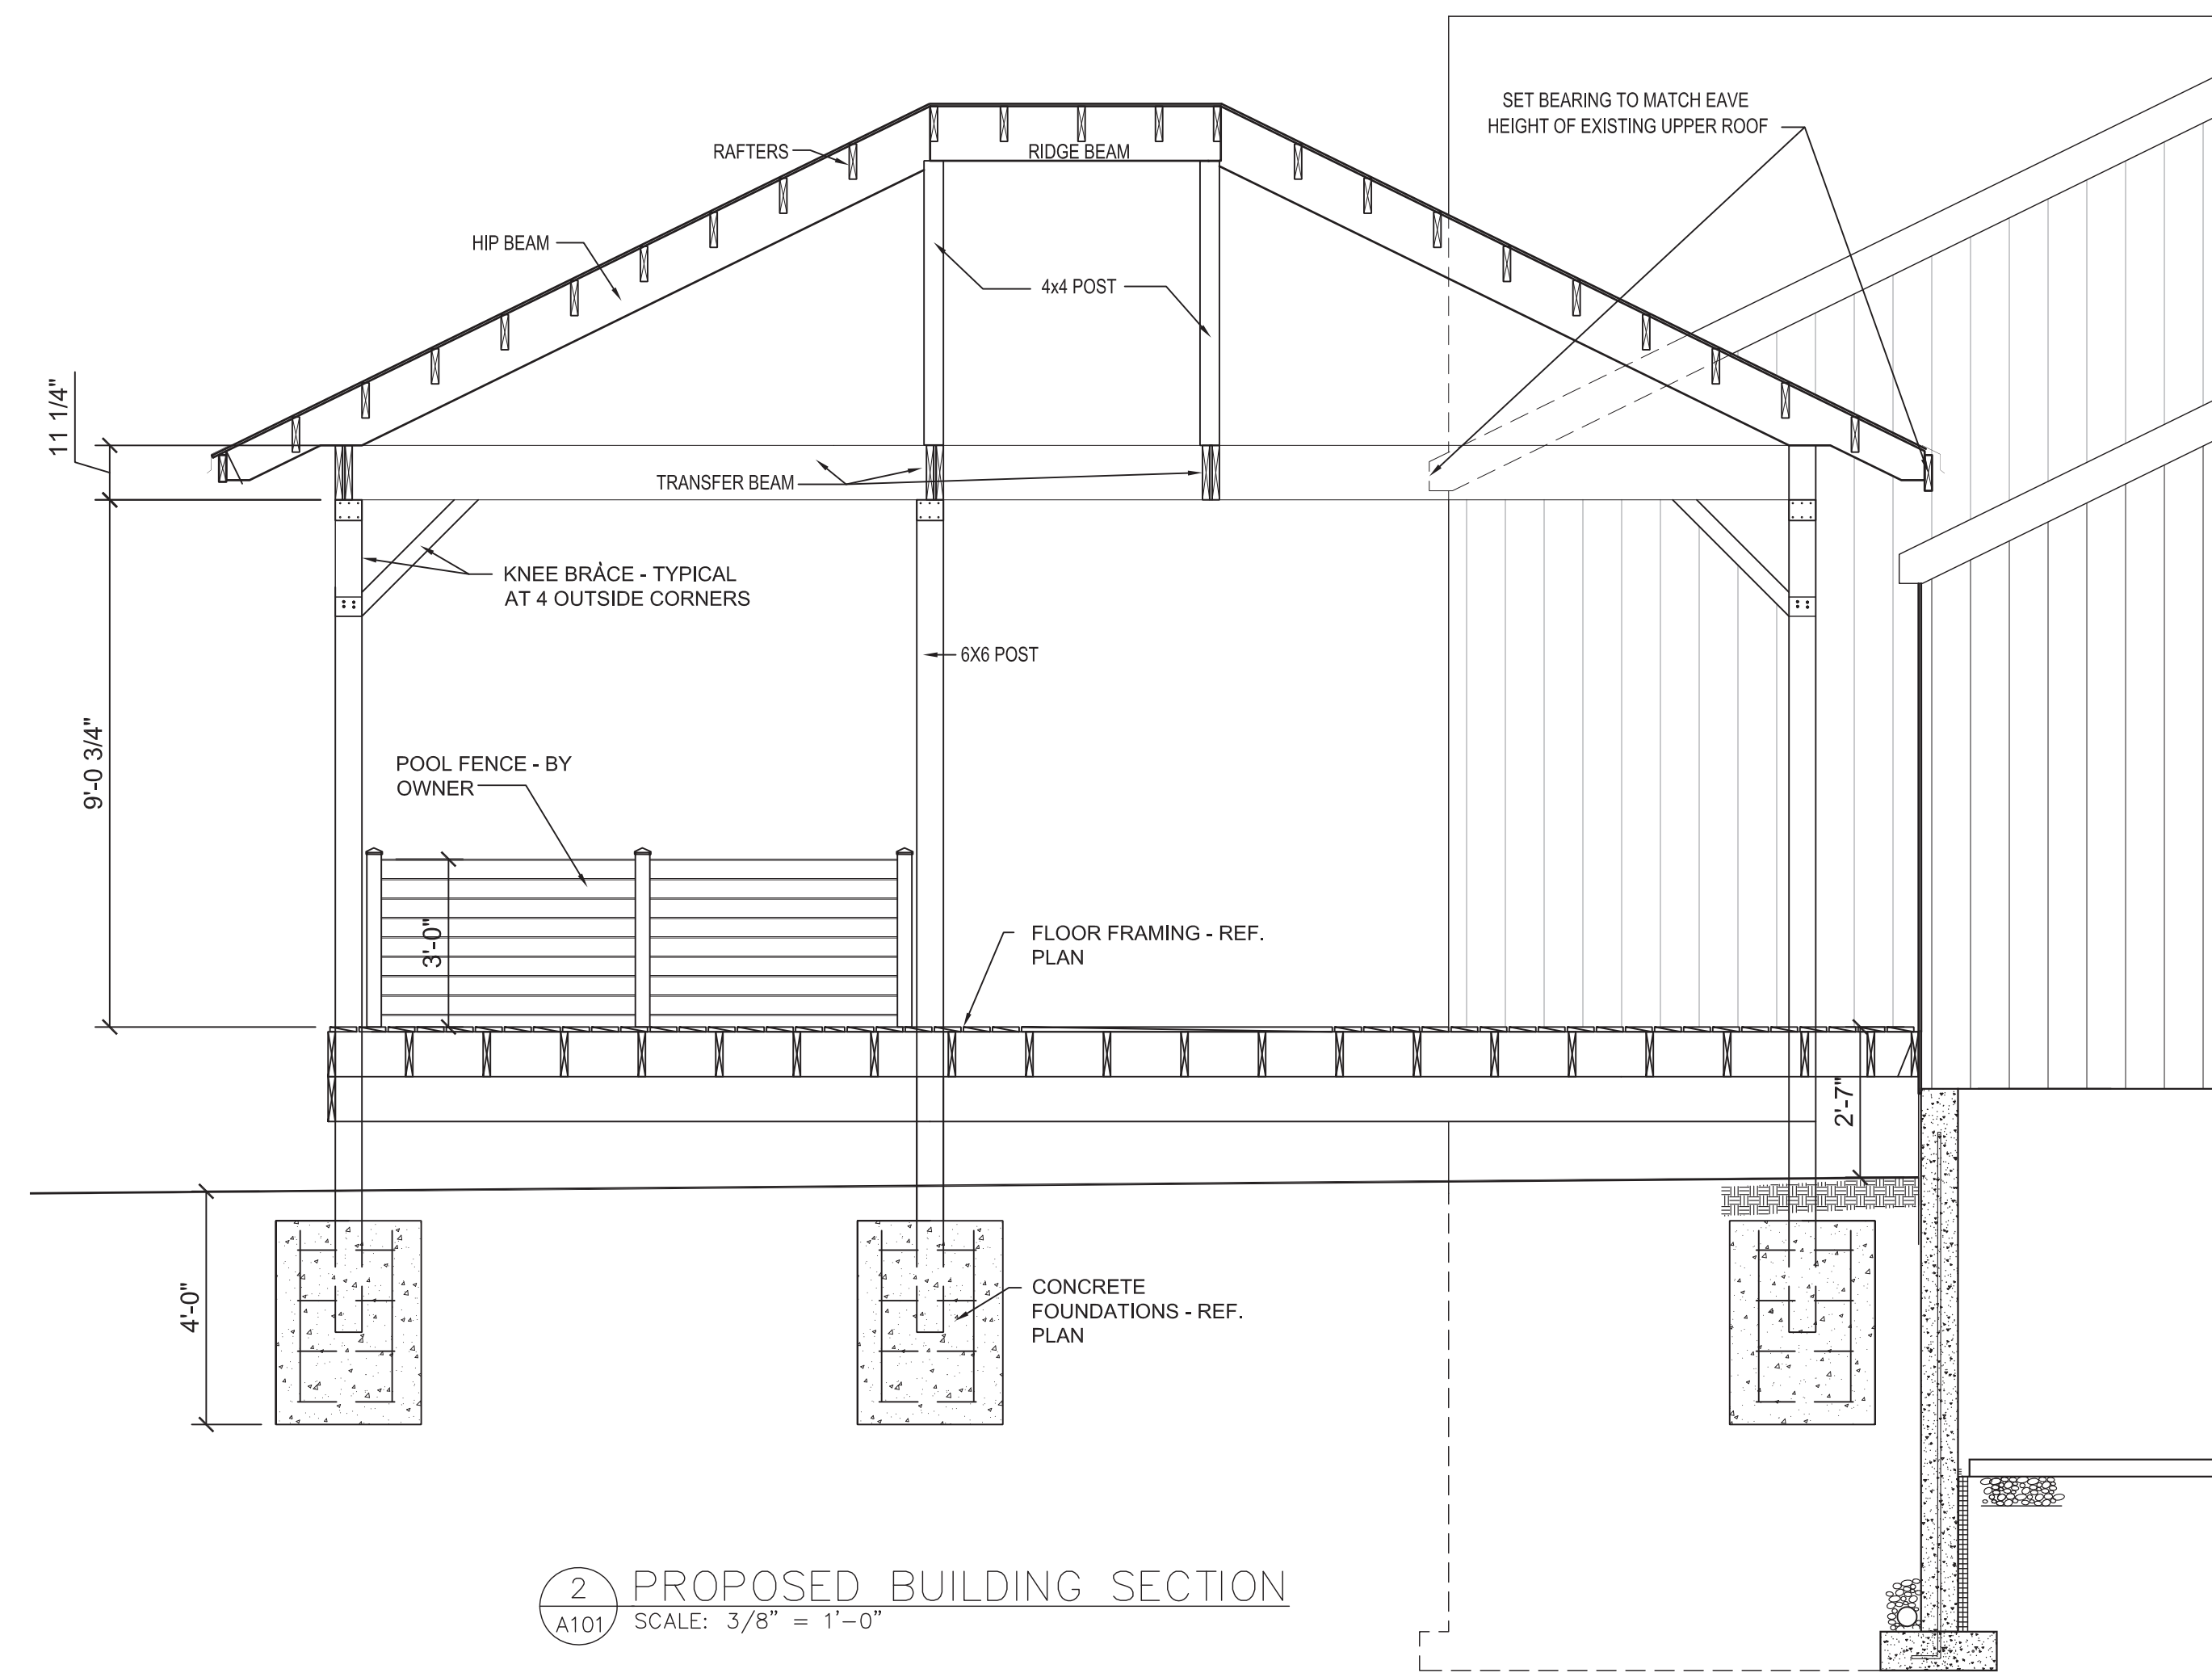 SET BEARING TO MATCH EAVE
HEIGHT OF EXISTING UPPER ROOF
RAFTERS
RIDGE BEAM
HIP BEAM
4x4 POST
11 1/4"
TRANSFER BEAM
KNEE BRACE - TYPICAL
AT 4 OUTSIDE CORNERS
6X6 POST
9'-0 3/4"
POOL FENCE - BY
OWNER
3'-0"
FLOOR FRAMING - REF.
PLAN
2'-7"
4'-0"
CONCRETE
FOUNDATIONS - REF.
PLAN
2
A101
PROPOSED BUILDING SECTION
SCALE: 3/8" = 1'-0"